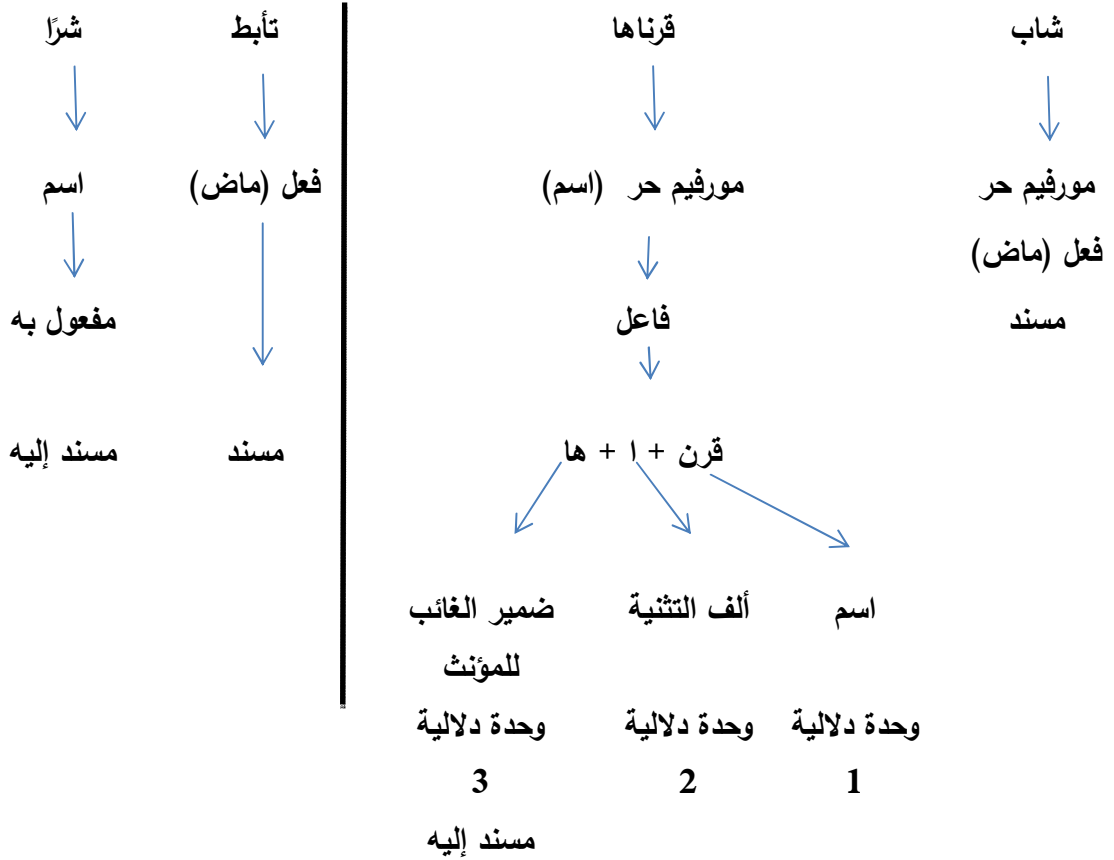 شاب قرناها تأبط شرًا
مورفيم حر مورفيم حر (اسم) فعل (ماض) اسم
فعل (ماض)
مسند فاعل مفعول به
قرن + ا + ها مسند مسند إليه
اسم ألف التثنية ضمير الغائب
للمؤنث
وحدة دلالية وحدة دلالية وحدة دلالية
1 2 3
مسند إليه